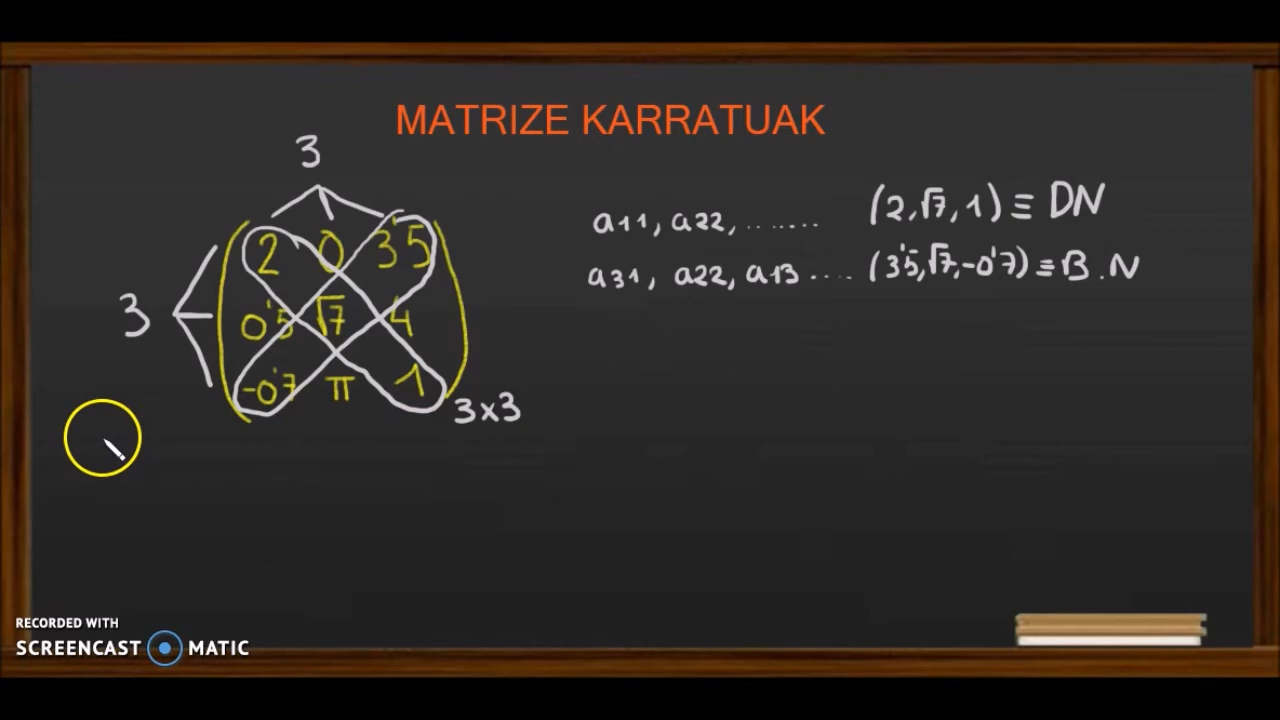 MATRIZE KARRATUAK
3
3
2 0 3'5
0'5 √7 4
-0'7 π 1
3x3
a11, a22, ....... (2, √7, 1) ≡ DN
a31, a22, a13 .... (3'5, √7, -0'7) ≡ B.N
RECORDED WITH
SCREENCAST MATIC